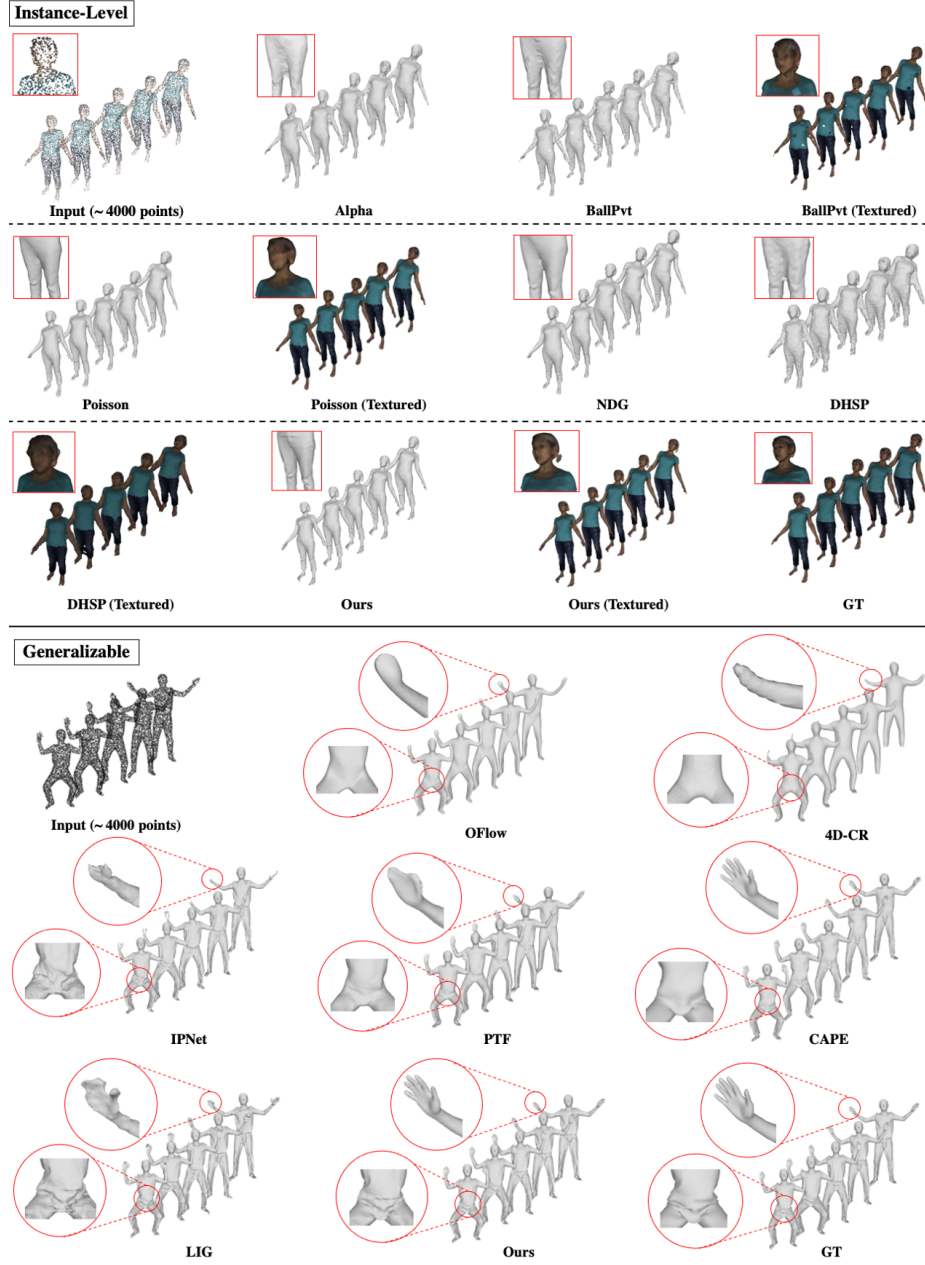 Instance-Level
Input (~ 4000 points)
Alpha
BallPvt
BallPvt (Textured)
Poisson
Poisson (Textured)
NDG
DHSP
DHSP (Textured)
Ours
Ours (Textured)
GT
Generalizable
Input (~ 4000 points)
OFlow
4D-CR
IPNet
PTF
CAPE
LIG
Ours
GT